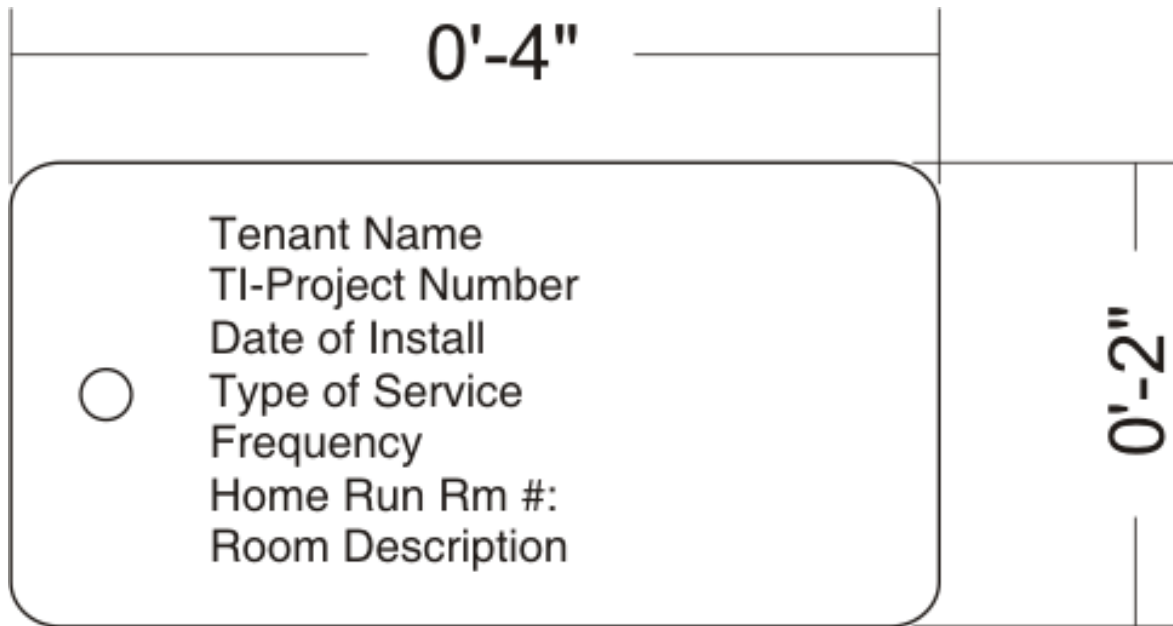 0'-4"
Tenant Name
TI-Project Number
Date of Install
Type of Service
Frequency
Home Run Rm #:
Room Description
0'-2"